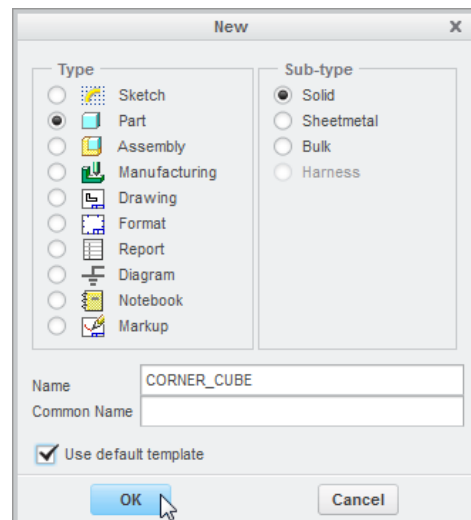 New
X
Type
Sketch
Part
Assembly
Manufacturing
Drawing
Format
Report
Diagram
Notebook
Markup
Sub-type
Solid
Sheetmetal
Bulk
Harness
Name CORNER_CUBE
Common Name
Use default template
OK Cancel